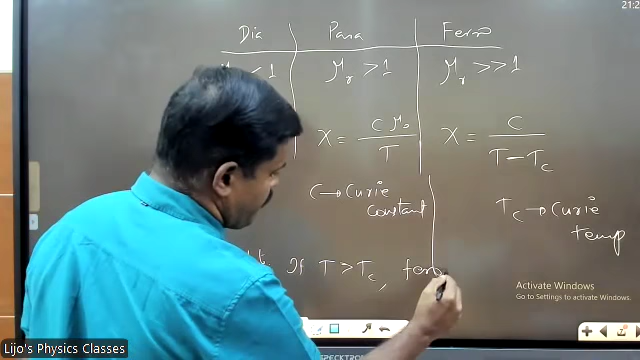 21:2
Dia Para Ferro
< 1 μr > 1 μr >> 1
χ = Cμ₀/T χ = C/(T − Tc)
C → Curie constant
Tc → Curie temp
If T > Tc, ferro
Activate Windows
Go to Settings to activate Windows.
Lijo's Physics Classes
SPECKTRON